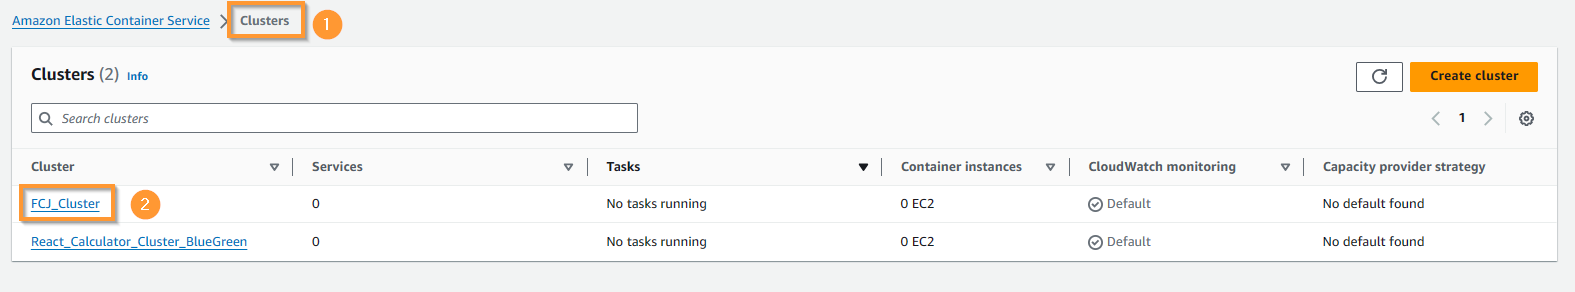 Amazon Elastic Container Service > Clusters 1
Clusters (2) Info
Create cluster
Search clusters
1
Cluster Services Tasks Container instances CloudWatch monitoring Capacity provider strategy
FCJ_Cluster 2 0 No tasks running 0 EC2 Default No default found
React_Calculator_Cluster_BlueGreen 0 No tasks running 0 EC2 Default No default found